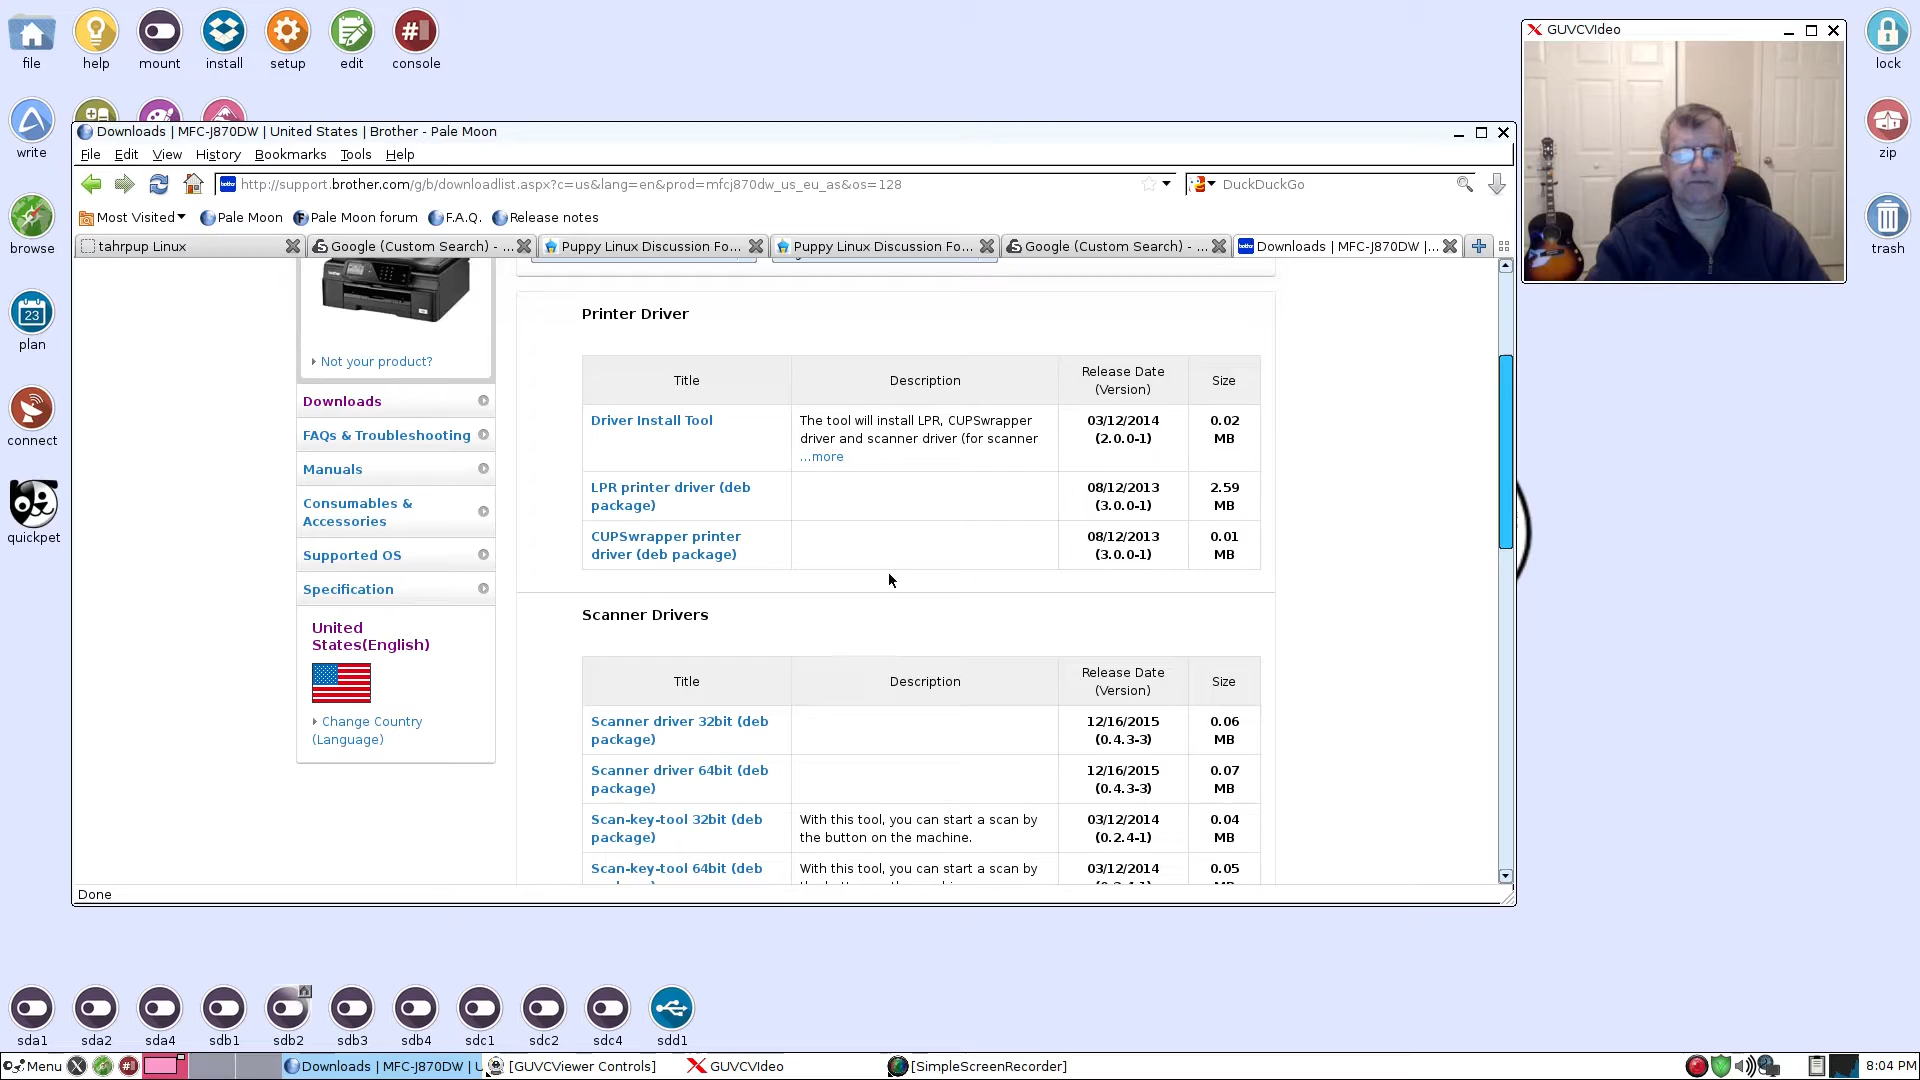 file
help
mount
install
setup
edit
console
GUVCVIdeo
lock
write
zip
Downloads | MFC-J870DW | United States | Brother - Pale Moon
File Edit View History Bookmarks Tools Help
http://support.brother.com/g/b/downloadlist.aspx?c=us&lang=en&prod=mfcj870dw_us_eu_as&os=128
DuckDuckGo
Most Visited
Pale Moon
Pale Moon forum
F.A.Q.
Release notes
browse
trash
tahrpup Linux
Google (Custom Search) - ...
Puppy Linux Discussion Fo...
Puppy Linux Discussion Fo...
Google (Custom Search) - ...
Downloads | MFC-J870DW |...
23
plan
connect
quickpet
Not your product?
Downloads
FAQs & Troubleshooting
Manuals
Consumables &
Accessories
Supported OS
Specification
United
States(English)
Change Country
(Language)
Printer Driver
Title
Description
Release Date
(Version)
Size
Driver Install Tool
The tool will install LPR, CUPSwrapper
driver and scanner driver (for scanner
...more
03/12/2014
(2.0.0-1)
0.02
MB
LPR printer driver (deb
package)
08/12/2013
(3.0.0-1)
2.59
MB
CUPSwrapper printer
driver (deb package)
08/12/2013
(3.0.0-1)
0.01
MB
Scanner Drivers
Title
Description
Release Date
(Version)
Size
Scanner driver 32bit (deb
package)
12/16/2015
(0.4.3-3)
0.06
MB
Scanner driver 64bit (deb
package)
12/16/2015
(0.4.3-3)
0.07
MB
Scan-key-tool 32bit (deb
package)
With this tool, you can start a scan by
the button on the machine.
03/12/2014
(0.2.4-1)
0.04
MB
Scan-key-tool 64bit (deb
With this tool, you can start a scan by
03/12/2014
0.05
Done
sda1
sda2
sda4
sdb1
sdb2
sdb3
sdb4
sdc1
sdc2
sdc4
sdd1
Menu
Downloads | MFC-J870DW | U
[GUVCViewer Controls]
GUVCVIdeo
[SimpleScreenRecorder]
8:04 PM